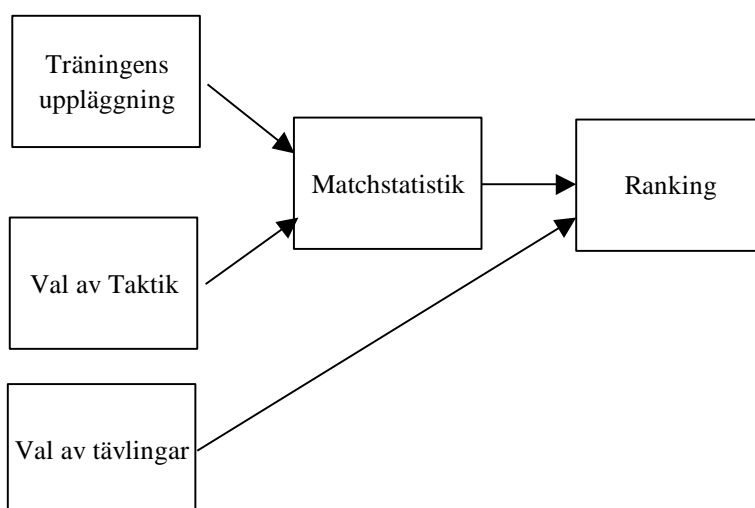 Träningens
uppläggning
Matchstatistik
Ranking
Val av Taktik
Val av tävlingar